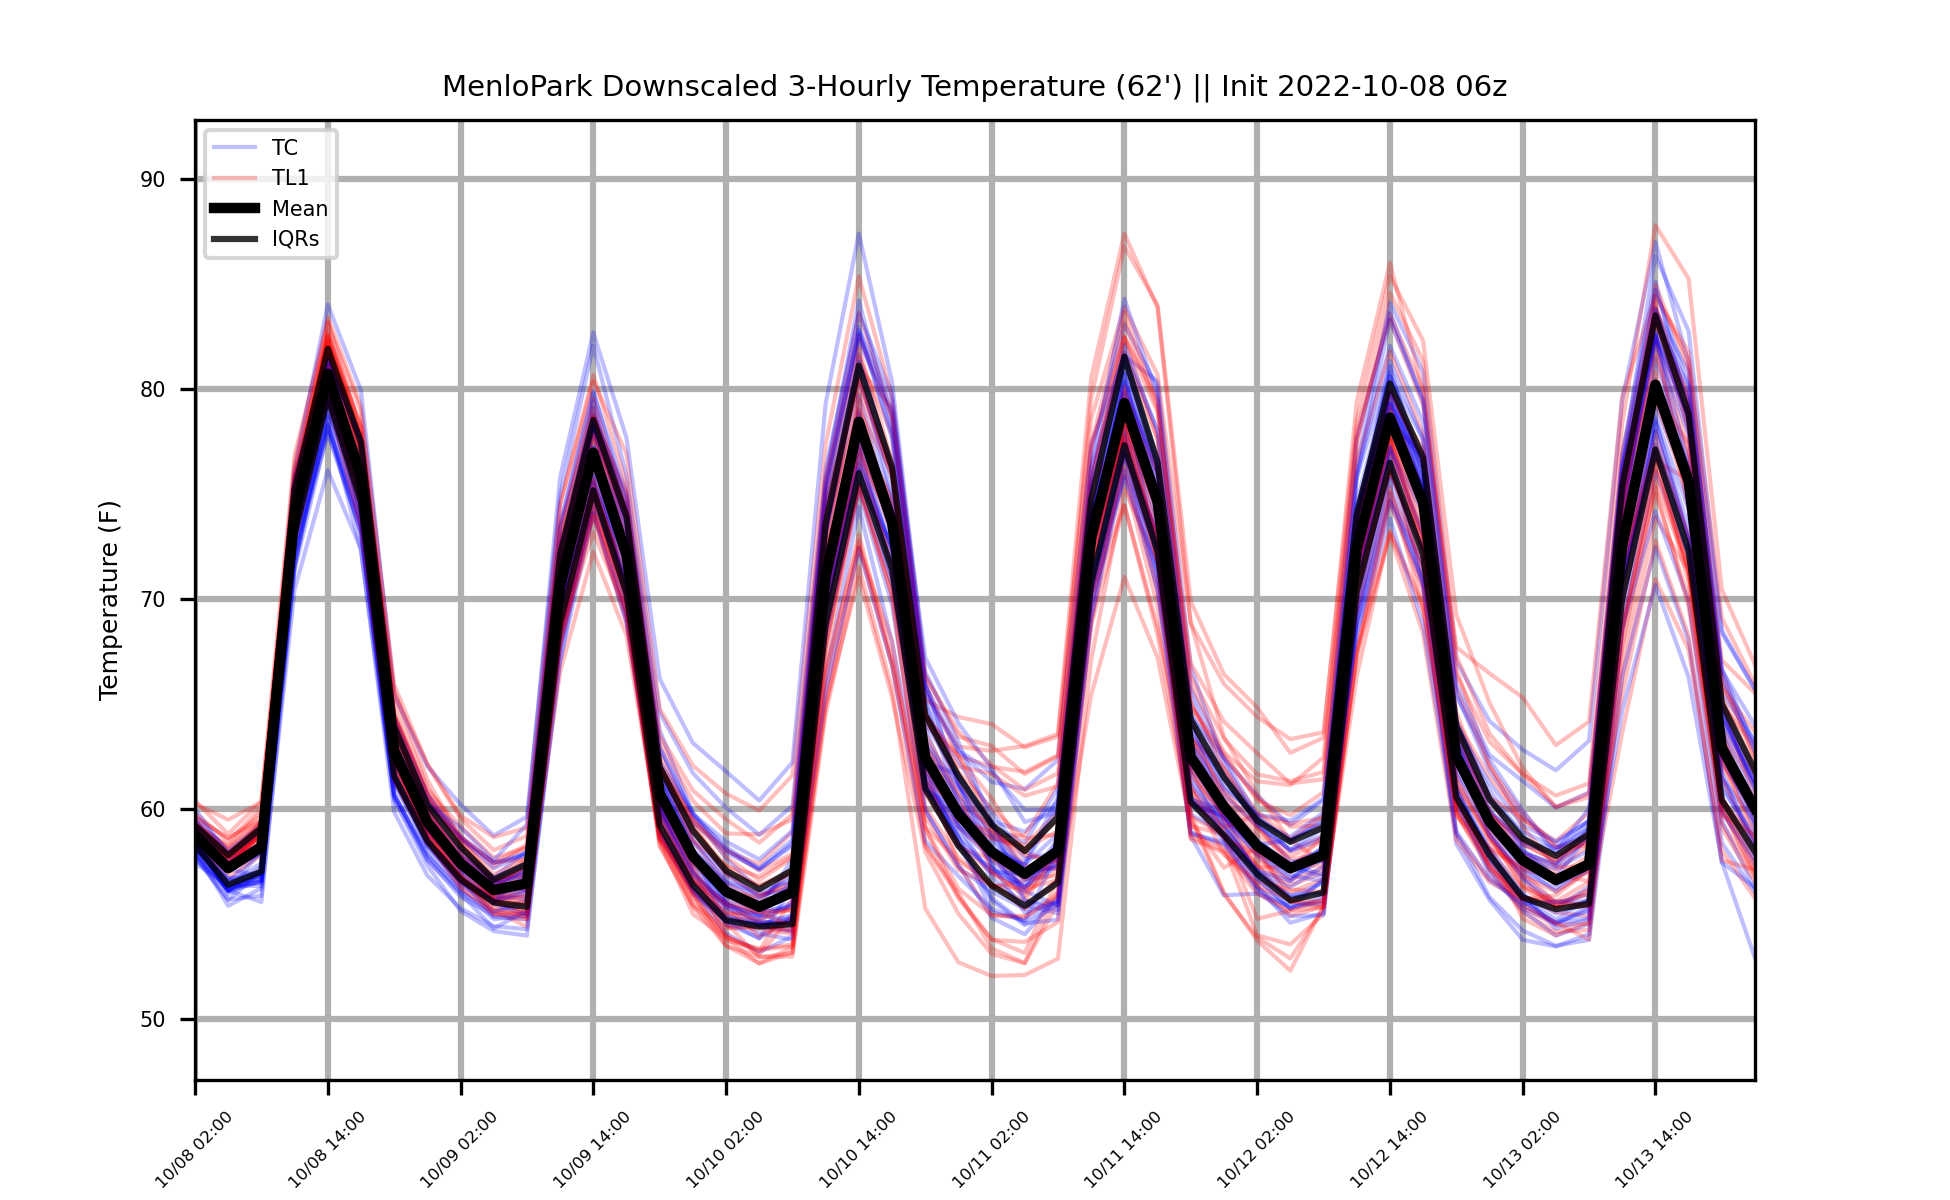 MenloPark Downscaled 3-Hourly Temperature (62') || Init 2022-10-08 06z
TC
TL1
Mean
IQRs
Temperature (F)
90
80
70
60
50
10/08 02:00
10/08 14:00
10/09 02:00
10/09 14:00
10/10 02:00
10/10 14:00
10/11 02:00
10/11 14:00
10/12 02:00
10/12 14:00
10/13 02:00
10/13 14:00